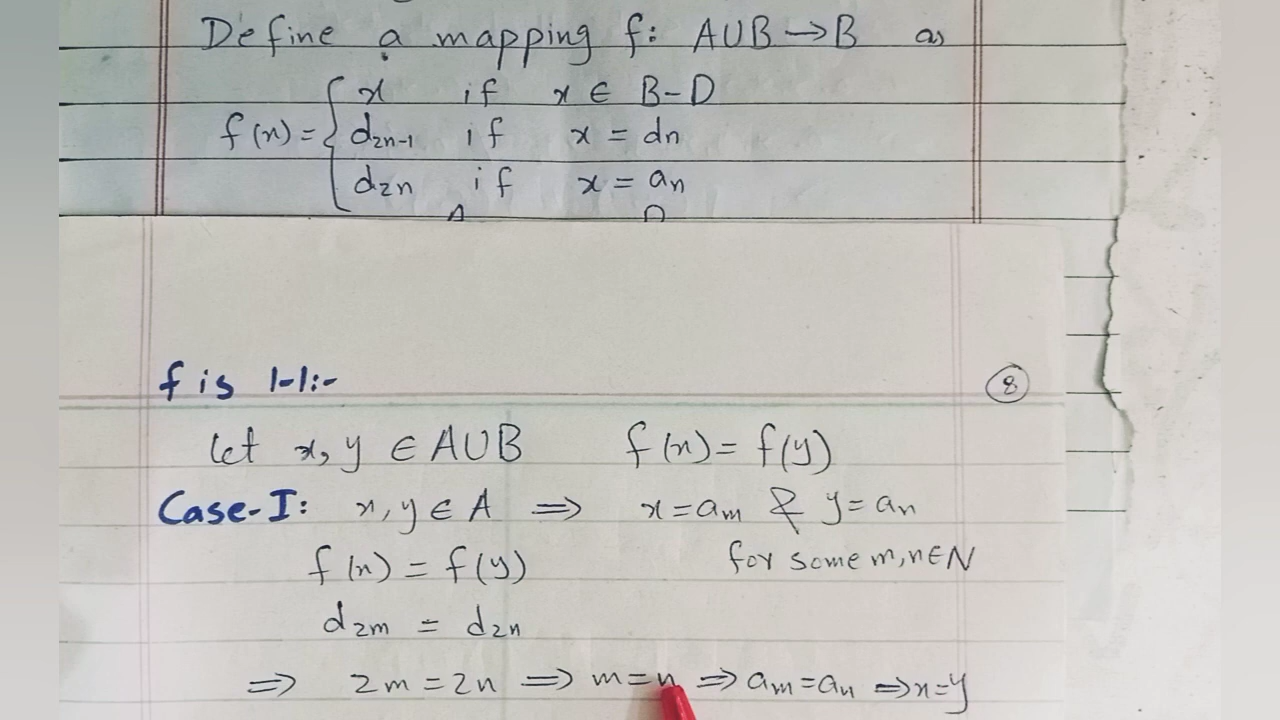 Define a mapping f: A∪B→B as
f(x)= { x if x ∈ B-D
d2n-1 if x = dn
d2n if x = an
f is 1-1:-
8
Let x, y ∈ A∪B f(x) = f(y)
Case-I: x, y ∈ A ⇒ x=am & y=an
for some m,n∈N
f(x) = f(y)
d2m = d2n
⇒ 2m = 2n ⇒ m=n ⇒ am=an ⇒x=y